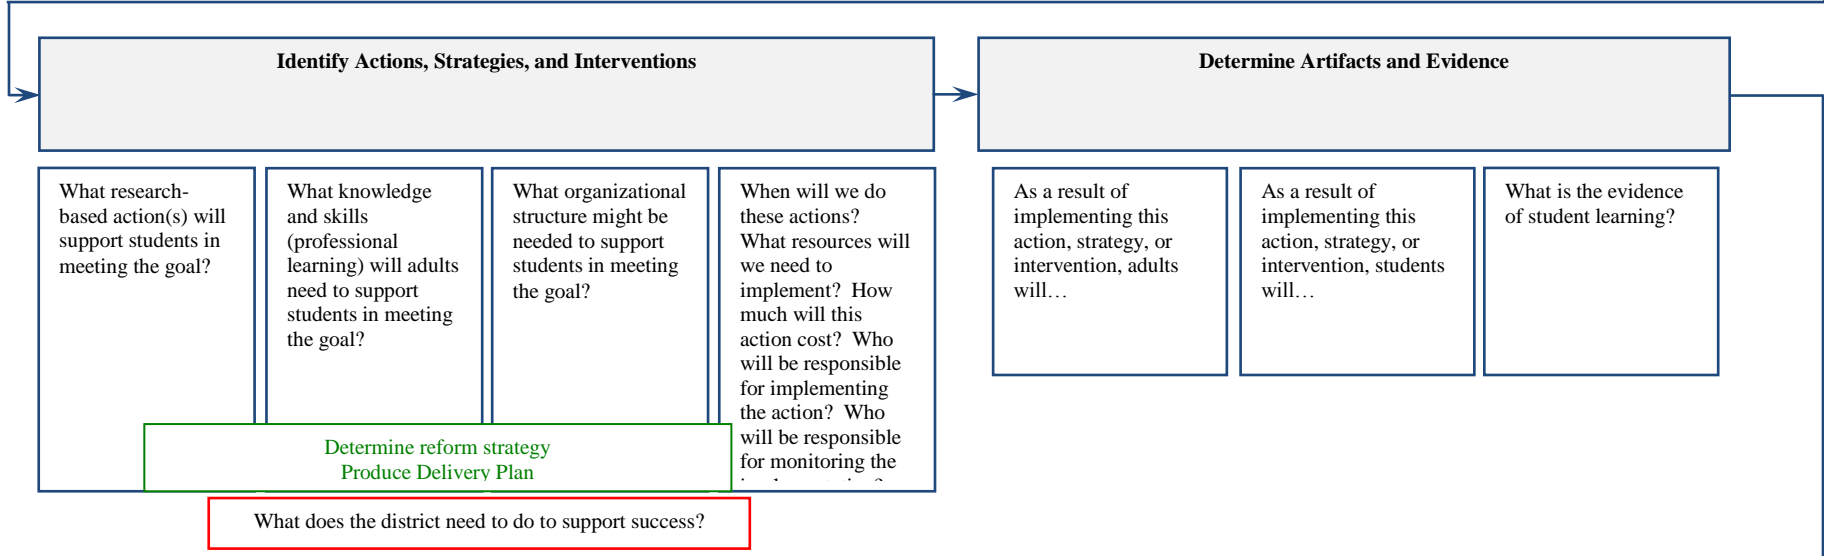 Identify Actions, Strategies, and Interventions
Determine Artifacts and Evidence
What research-
based action(s) will
support students in
meeting the goal?
What knowledge
and skills
(professional
learning) will adults
need to support
students in meeting
the goal?
What organizational
structure might be
needed to support
students in meeting
the goal?
When will we do
these actions?
What resources will
we need to
implement?  How
much will this
action cost?  Who
will be responsible
for implementing
the action?  Who
will be responsible
for monitoring the
As a result of
implementing this
action, strategy, or
intervention, adults
will…
As a result of
implementing this
action, strategy, or
intervention, students
will…
What is the evidence
of student learning?
Determine reform strategy
Produce Delivery Plan
What does the district need to do to support success?